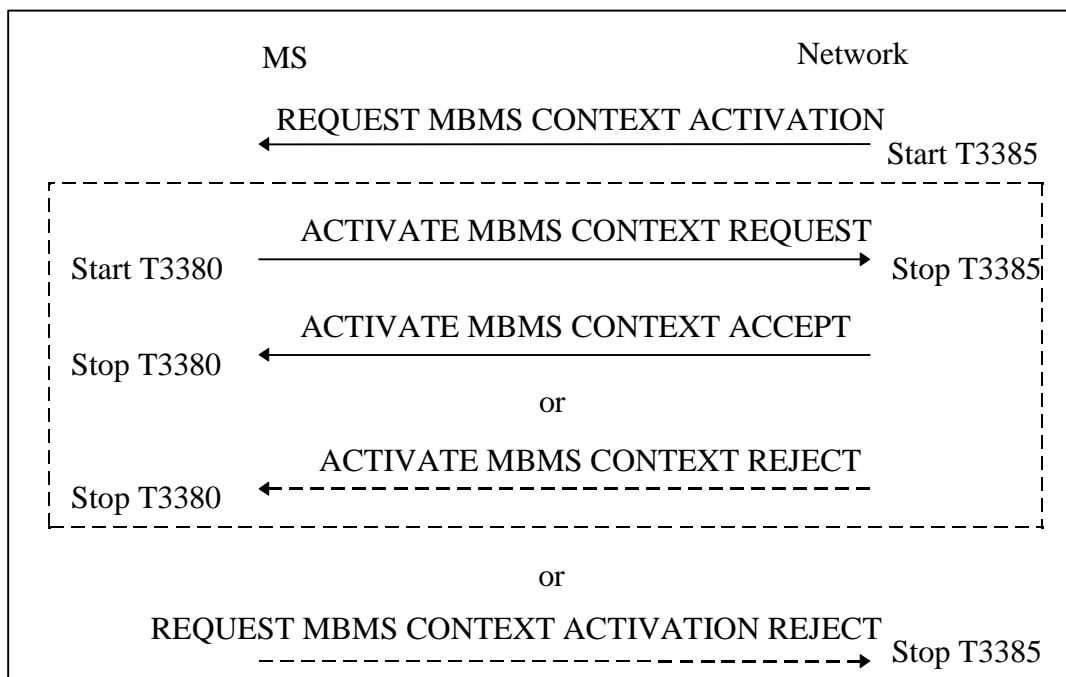 MS
Network
REQUEST MBMS CONTEXT ACTIVATION
Start T3385
ACTIVATE MBMS CONTEXT REQUEST
Start T3380
Stop T3385
ACTIVATE MBMS CONTEXT ACCEPT
Stop T3380
or
ACTIVATE MBMS CONTEXT REJECT
Stop T3380
or
REQUEST MBMS CONTEXT ACTIVATION REJECT
Stop T3385